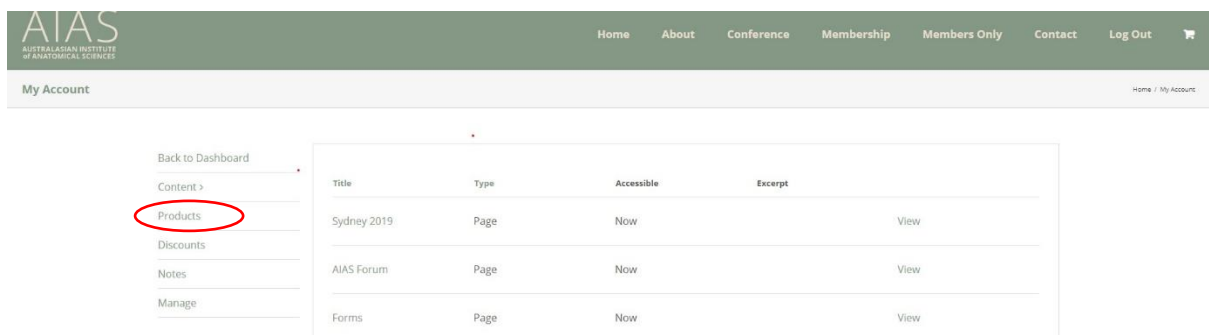 AIAS
AUSTRALASIAN INSTITUTE
of ANATOMICAL SCIENCES
Home About Conference Membership Members Only Contact Log Out
My Account
Home / My Account
Back to Dashboard
Content >
Products
Discounts
Notes
Manage
Title Type Accessible Excerpt
Sydney 2019 Page Now View
AIAS Forum Page Now View
Forms Page Now View